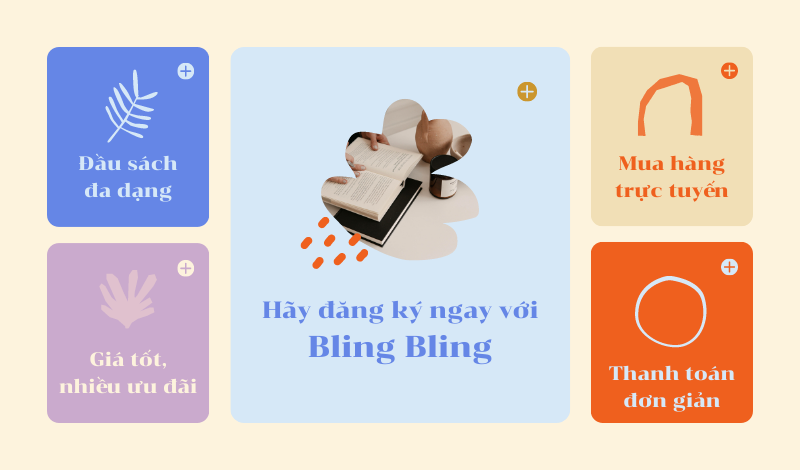 Đầu sách
đa dạng
Giá tốt,
nhiều ưu đãi
Hãy đăng ký ngay với
Bling Bling
Mua hàng
trực tuyến
Thanh toán
đơn giản